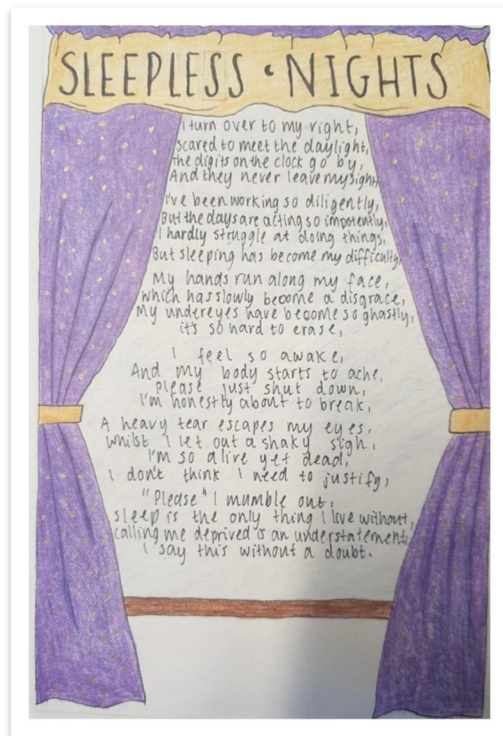 SLEEPLESS • NIGHTS
I turn over to my right,
scared to meet the daylight,
the digits on the clock go by,
And they never leave my sight,
I've been working so diligently,
But the days are acting so impotently,
I hardly struggle at doing things,
But sleeping has become my difficulty,
My hands run along my face,
which has slowly become a disgrace,
My undereyes have become so ghastly,
it's so hard to erase,
I feel so awake,
And my body starts to ache,
please just shut down,
I'm honestly about to break,
A heavy tear escapes my eyes,
whilst I let out a shaky sigh,
I'm so alive yet dead,
I don't think I need to justify,
"Please" I mumble out,
sleep is the only thing I live without,
calling me deprived is an understatement,
I say this without a doubt.